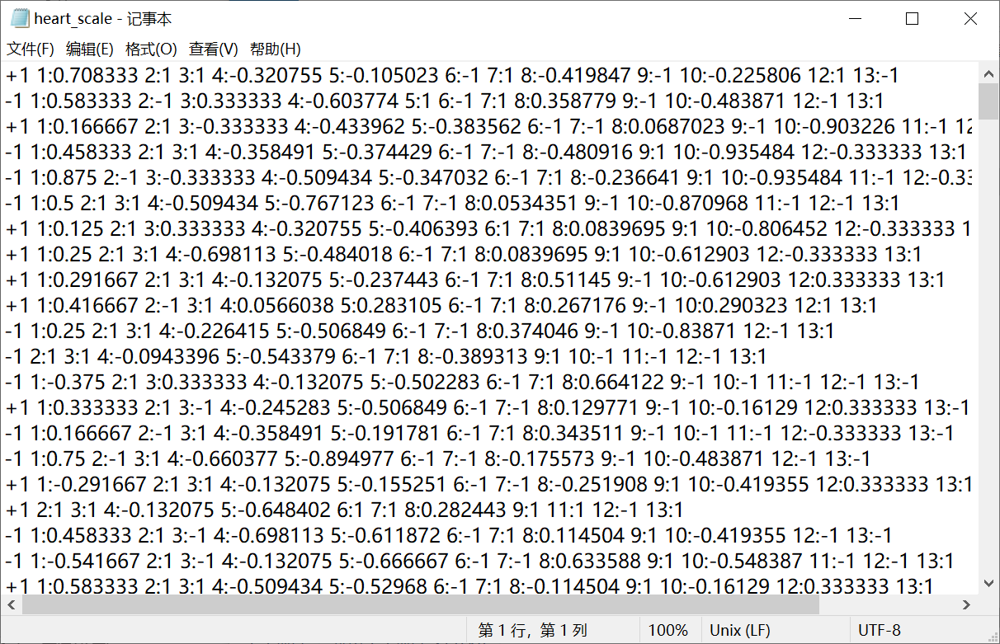 heart_scale - 记事本
文件(F) 编辑(E) 格式(O) 查看(V) 帮助(H)
+1 1:0.708333 2:1 3:1 4:-0.320755 5:-0.105023 6:-1 7:1 8:-0.419847 9:-1 10:-0.225806 12:1 13:-1
-1 1:0.583333 2:-1 3:0.333333 4:-0.603774 5:1 6:-1 7:1 8:0.358779 9:-1 10:-0.483871 12:-1 13:1
+1 1:0.166667 2:1 3:-0.333333 4:-0.433962 5:-0.383562 6:-1 7:-1 8:0.0687023 9:-1 10:-0.903226 11:-1 12
-1 1:0.458333 2:1 3:1 4:-0.358491 5:-0.374429 6:-1 7:-1 8:-0.480916 9:1 10:-0.935484 12:-0.333333 13:1
-1 1:0.875 2:-1 3:-0.333333 4:-0.509434 5:-0.347032 6:-1 7:1 8:-0.236641 9:1 10:-0.935484 11:-1 12:-0.33
-1 1:0.5 2:1 3:1 4:-0.509434 5:-0.767123 6:-1 7:-1 8:0.0534351 9:-1 10:-0.870968 11:-1 12:-1 13:1
+1 1:0.125 2:1 3:0.333333 4:-0.320755 5:-0.406393 6:1 7:1 8:0.0839695 9:1 10:-0.806452 12:-0.333333 1
+1 1:0.25 2:1 3:1 4:-0.698113 5:-0.484018 6:-1 7:1 8:0.0839695 9:1 10:-0.612903 12:-0.333333 13:1
+1 1:0.291667 2:1 3:1 4:-0.132075 5:-0.237443 6:-1 7:1 8:0.51145 9:-1 10:-0.612903 12:0.333333 13:1
+1 1:0.416667 2:-1 3:1 4:0.0566038 5:0.283105 6:-1 7:1 8:0.267176 9:-1 10:0.290323 12:1 13:1
-1 1:0.25 2:1 3:1 4:-0.226415 5:-0.506849 6:-1 7:-1 8:0.374046 9:-1 10:-0.83871 12:-1 13:1
-1 2:1 3:1 4:-0.0943396 5:-0.543379 6:-1 7:1 8:-0.389313 9:1 10:-1 11:-1 12:-1 13:1
-1 1:-0.375 2:1 3:0.333333 4:-0.132075 5:-0.502283 6:-1 7:1 8:0.664122 9:-1 10:-1 11:-1 12:-1 13:-1
+1 1:0.333333 2:1 3:-1 4:-0.245283 5:-0.506849 6:-1 7:-1 8:0.129771 9:-1 10:-0.16129 12:0.333333 13:-1
-1 1:0.166667 2:-1 3:1 4:-0.358491 5:-0.191781 6:-1 7:1 8:0.343511 9:-1 10:-1 11:-1 12:-0.333333 13:-1
-1 1:0.75 2:-1 3:1 4:-0.660377 5:-0.894977 6:-1 7:-1 8:-0.175573 9:-1 10:-0.483871 12:-1 13:-1
+1 1:-0.291667 2:1 3:1 4:-0.132075 5:-0.155251 6:-1 7:-1 8:-0.251908 9:1 10:-0.419355 12:0.333333 13:1
+1 2:1 3:1 4:-0.132075 5:-0.648402 6:1 7:1 8:0.282443 9:1 11:1 12:-1 13:1
-1 1:0.458333 2:1 3:-1 4:-0.698113 5:-0.611872 6:-1 7:1 8:0.114504 9:1 10:-0.419355 12:-1 13:-1
-1 1:-0.541667 2:1 3:-1 4:-0.132075 5:-0.666667 6:-1 7:-1 8:0.633588 9:1 10:-0.548387 11:-1 12:-1 13:1
+1 1:0.583333 2:1 3:1 4:-0.509434 5:-0.52968 6:-1 7:1 8:-0.114504 9:1 10:-0.16129 12:0.333333 13:1
第 1 行，第 1 列 100% Unix (LF) UTF-8